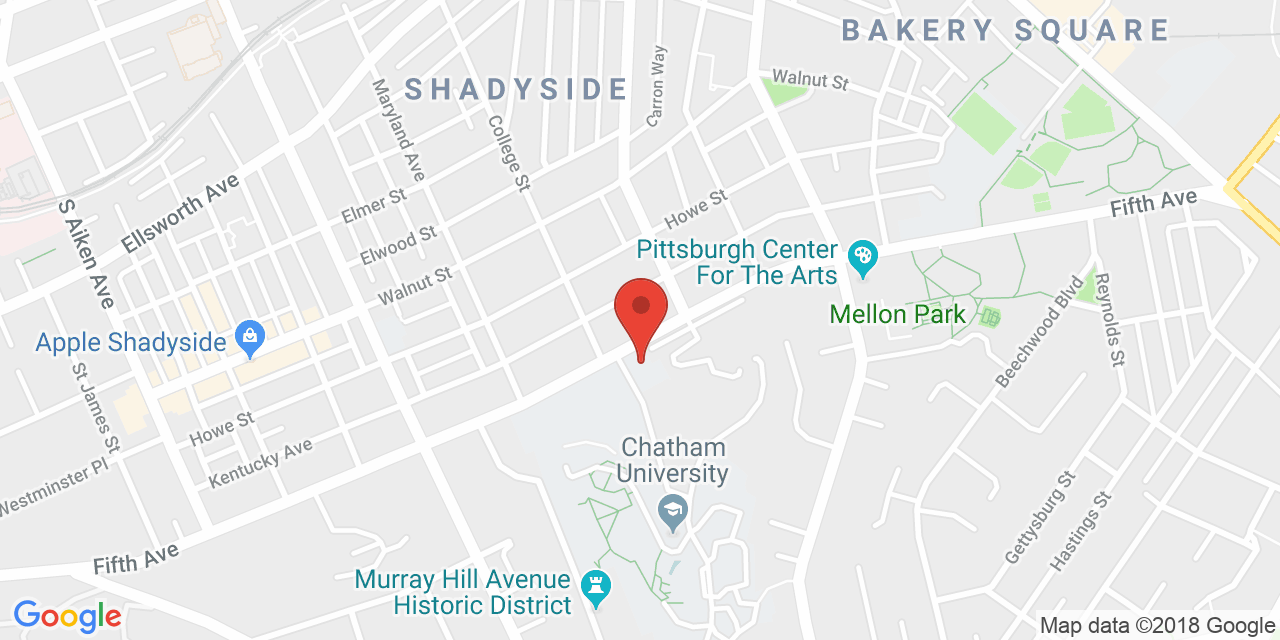 BAKERY SQUARE
SHADYSIDE
Walnut St
Carron Way
Maryland Ave
College St
S Aiken Ave
Ellsworth Ave
Elmer St
Elwood St
Walnut St
Howe St
Fifth Ave
Pittsburgh Center
For The Arts
Mellon Park
Beechwood Blvd
Reynolds St
Apple Shadyside
St James St
Howe St
Kentucky Ave
Westminster Pl
Fifth Ave
Chatham
University
Gettysburg St
Hastings St
Murray Hill Avenue
Historic District
Google
Map data ©2018 Google